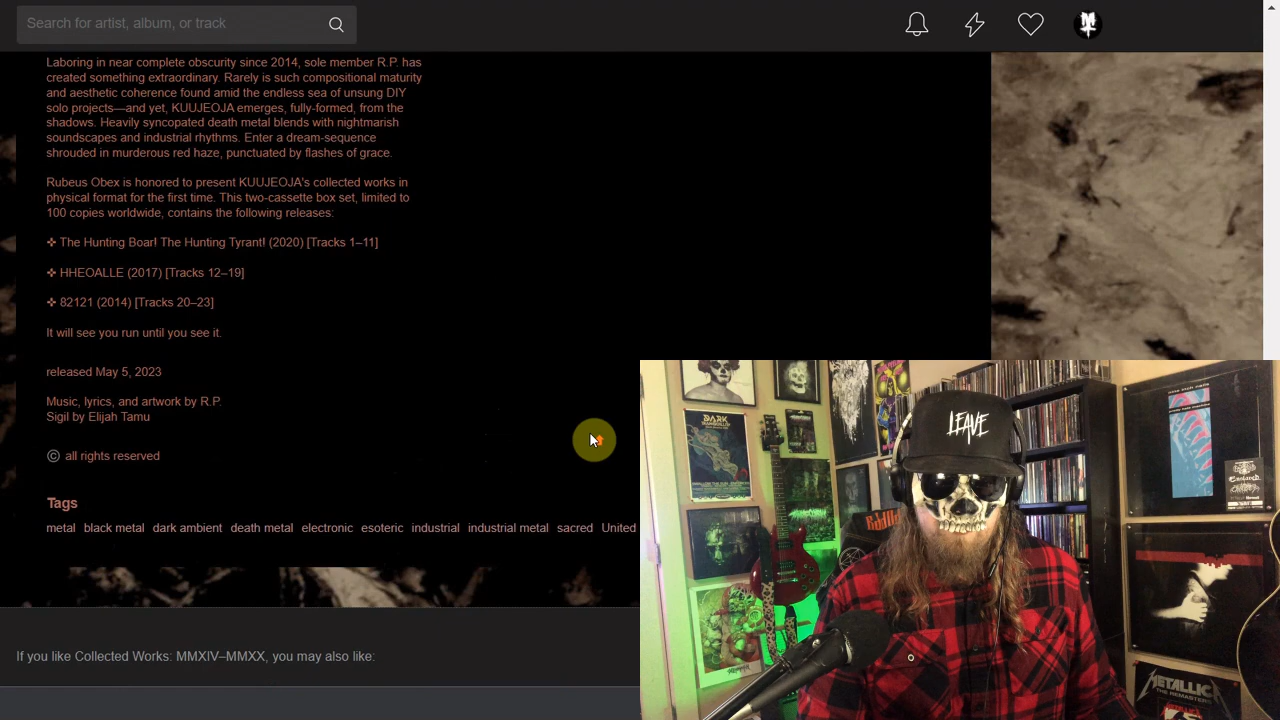 Search for artist, album, or track
Laboring in near complete obscurity since 2014, sole member R.P. has
created something extraordinary. Rarely is such compositional maturity
and aesthetic coherence found amid the endless sea of unsung DIY
solo projects—and yet, KUUJEOJA emerges, fully-formed, from the
shadows. Heavily syncopated death metal blends with nightmarish
soundscapes and industrial rhythms. Enter a dream-sequence
shrouded in murderous red haze, punctuated by flashes of grace.
Rubeus Obex is honored to present KUUJEOJA's collected works in
physical format for the first time. This two-cassette box set, limited to
100 copies worldwide, contains the following releases:
✣ The Hunting Boar! The Hunting Tyrant! (2020) [Tracks 1–11]
✣ HHEOALLE (2017) [Tracks 12–19]
✣ 82121 (2014) [Tracks 20–23]
It will see you run until you see it.
released May 5, 2023
Music, lyrics, and artwork by R.P.
Sigil by Elijah Tamu
© all rights reserved
Tags
metal black metal dark ambient death metal electronic esoteric industrial industrial metal sacred United
If you like Collected Works: MMXIV–MMXX, you may also like:
LEAVE
DARK
METALLICA
THE REMASTERS